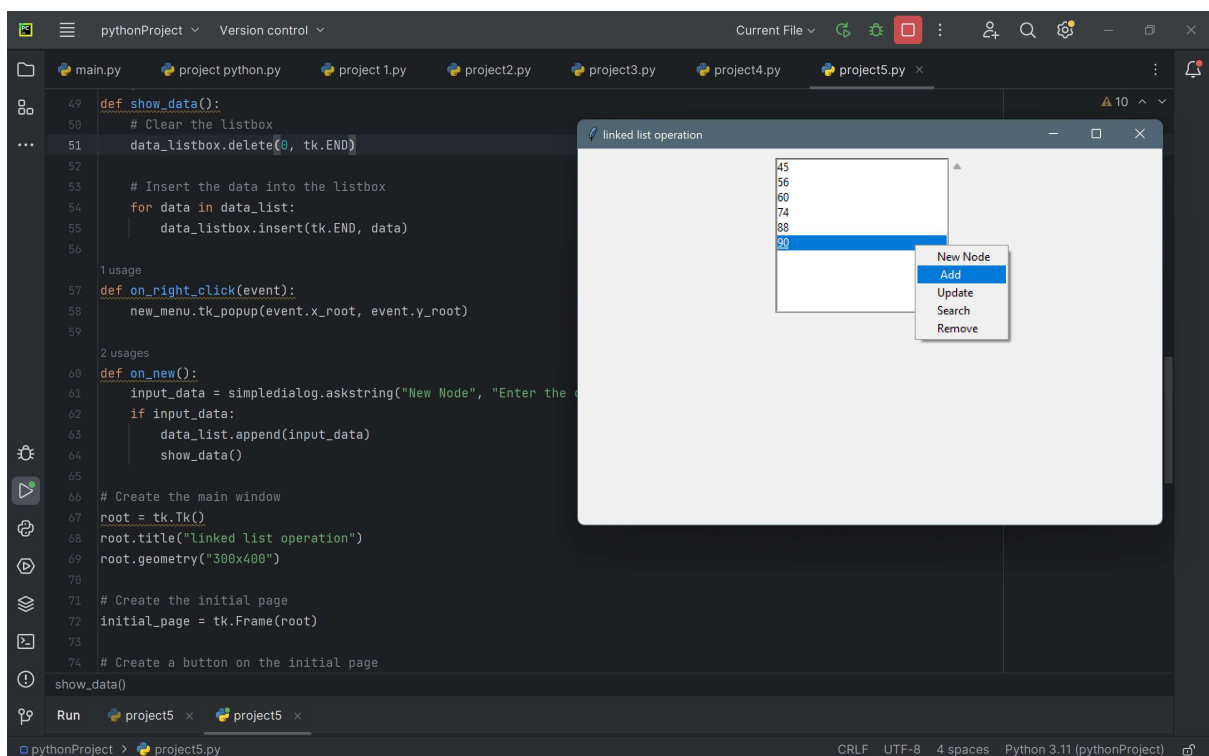 PC pythonProject Version control Current File
main.py project python.py project 1.py project2.py project3.py project4.py project5.py
49 def show_data():
10
50 # Clear the listbox
51 data_listbox.delete(0, tk.END)
52
53 # Insert the data into the listbox
54 for data in data_list:
55 data_listbox.insert(tk.END, data)
56
1 usage
57 def on_right_click(event):
58 new_menu.tk_popup(event.x_root, event.y_root)
59
2 usages
60 def on_new():
61 input_data = simpledialog.askstring("New Node", "Enter the
62 if input_data:
63 data_list.append(input_data)
64 show_data()
65
66 # Create the main window
67 root = tk.Tk()
68 root.title("linked list operation")
69 root.geometry("300x400")
70
71 # Create the initial page
72 initial_page = tk.Frame(root)
73
74 # Create a button on the initial page
linked list operation
45
56
60
74
88
90
New Node
Add
Update
Search
Remove
show_data()
Run project5 project5
pythonProject > project5.py CRLF UTF-8 4 spaces Python 3.11 (pythonProject)